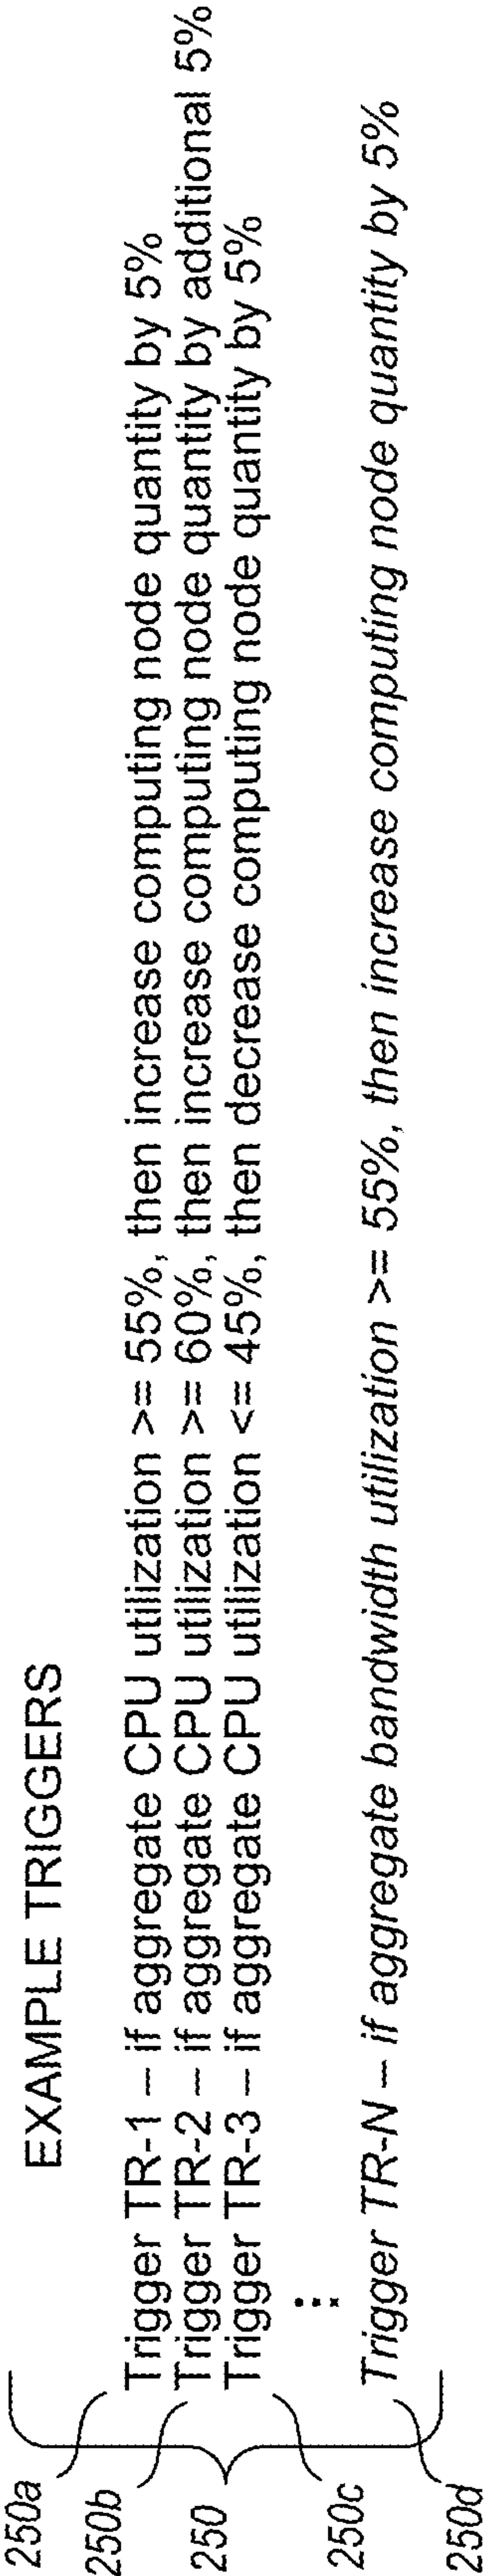 EXAMPLE TRIGGERS
250a
Trigger TR-1 – if aggregate CPU utilization >= 55%, then increase computing node quantity by 5%
250b
Trigger TR-2 – if aggregate CPU utilization >= 60%, then increase computing node quantity by additional 5%
250
Trigger TR-3 – if aggregate CPU utilization <= 45%, then decrease computing node quantity by 5%
250c
...
Trigger TR-N – if aggregate bandwidth utilization >= 55%, then increase computing node quantity by 5%
250d